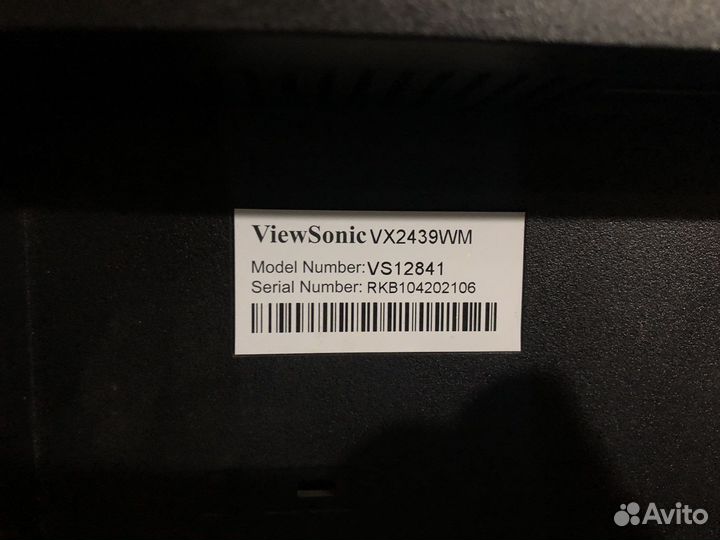 ViewSonic VX2439WM
Model Number: VS12841
Serial Number: RKB104202106
Avito